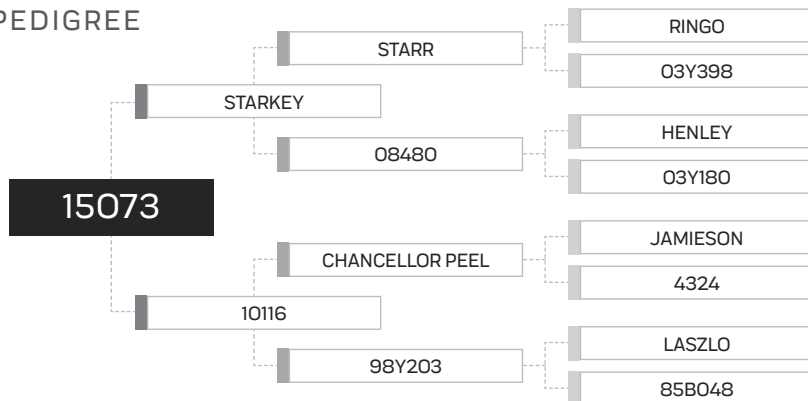 PEDIGREE
RINGO
STARR
03Y398
STARKEY
HENLEY
08480
03Y180
15073
JAMIESON
CHANCELLOR PEEL
4324
10116
LASZLO
98Y203
85B048